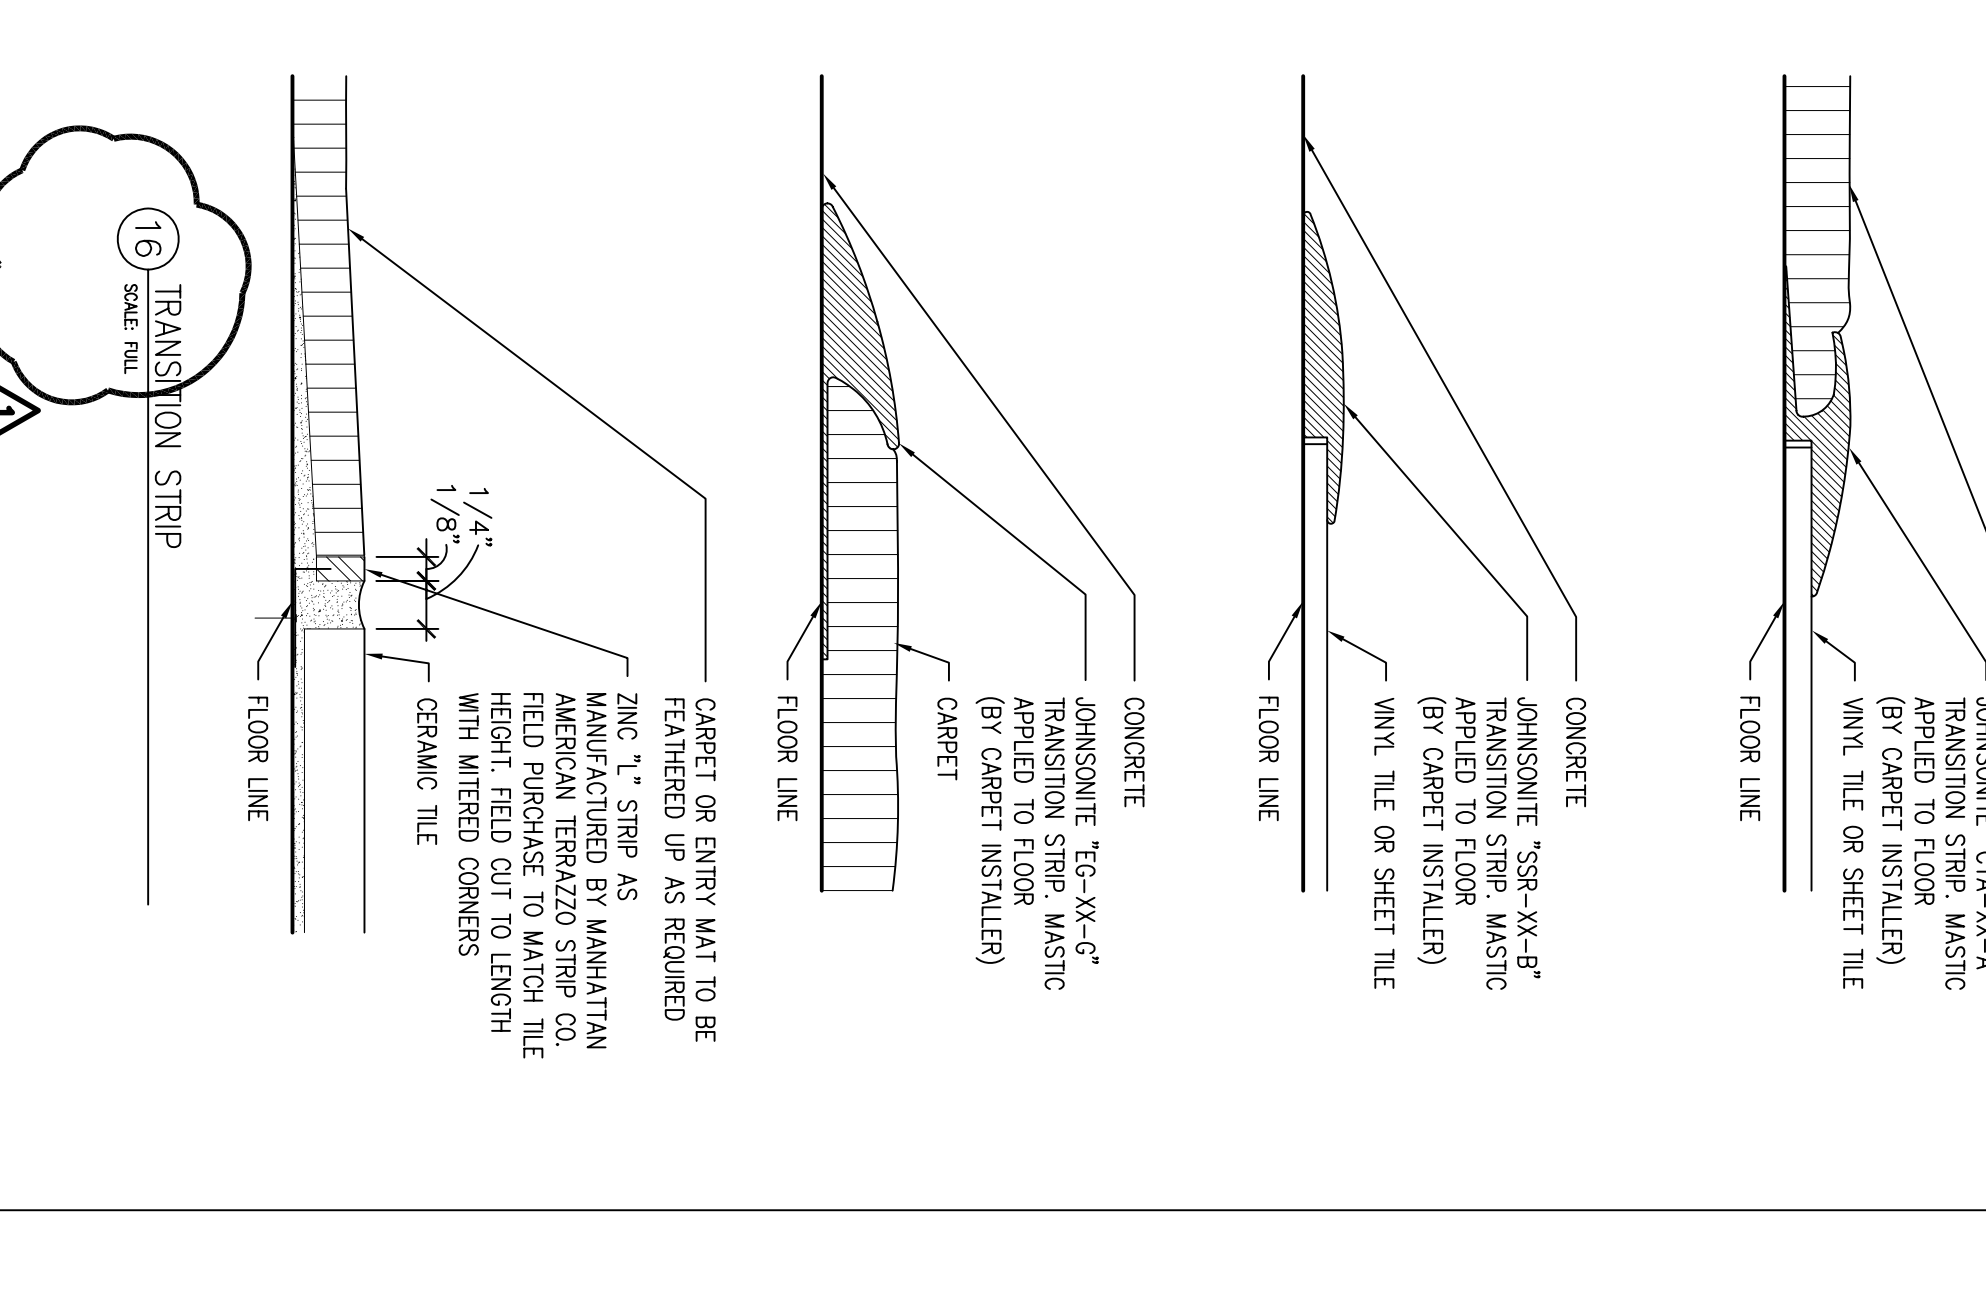 JOHNSONITE "CTA-XX-A
TRANSITION STRIP. MASTIC
APPLIED TO FLOOR
(BY CARPET INSTALLER)
VINYL TILE OR SHEET TILE
FLOOR LINE
CONCRETE
JOHNSONITE "SSR-XX-B"
TRANSITION STRIP. MASTIC
APPLIED TO FLOOR
(BY CARPET INSTALLER)
VINYL TILE OR SHEET TILE
FLOOR LINE
CONCRETE
JOHNSONITE "EG-XX-G"
TRANSITION STRIP. MASTIC
APPLIED TO FLOOR
(BY CARPET INSTALLER)
CARPET
FLOOR LINE
CARPET OR ENTRY MAT TO BE
FEATHERED UP AS REQUIRED
ZINC "L" STRIP AS
MANUFACTURED BY MANHATTAN
AMERICAN TERRAZZO STRIP CO.
FIELD PURCHASE TO MATCH TILE
HEIGHT. FIELD CUT TO LENGTH
WITH MITERED CORNERS
1/4"
1/8"
CERAMIC TILE
FLOOR LINE
16
TRANSITION STRIP
SCALE: FULL
1